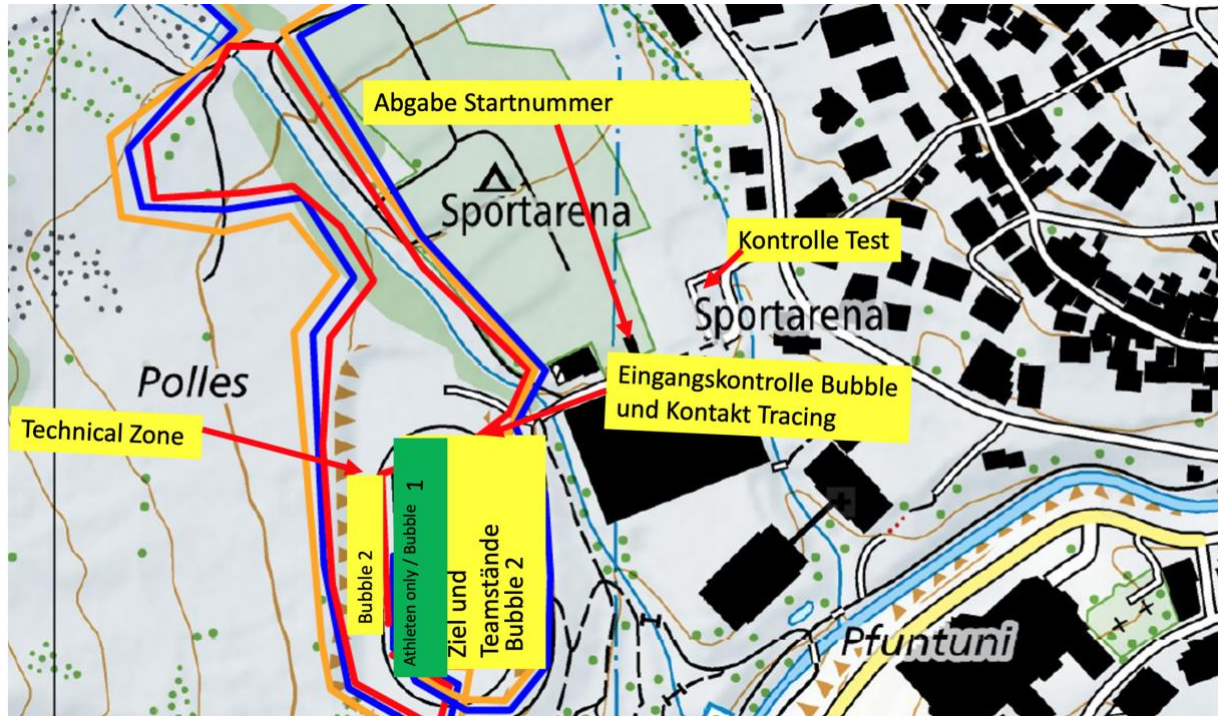 Abgabe Startnummer
Sportarena
Kontrolle Test
Sportarena
Polles
Eingangskontrolle Bubble
und Kontakt Tracing
Technical Zone
Bubble 2
Athleten only / Bubble 1
Ziel und
Teamstände
Bubble 2
Pfuntuni